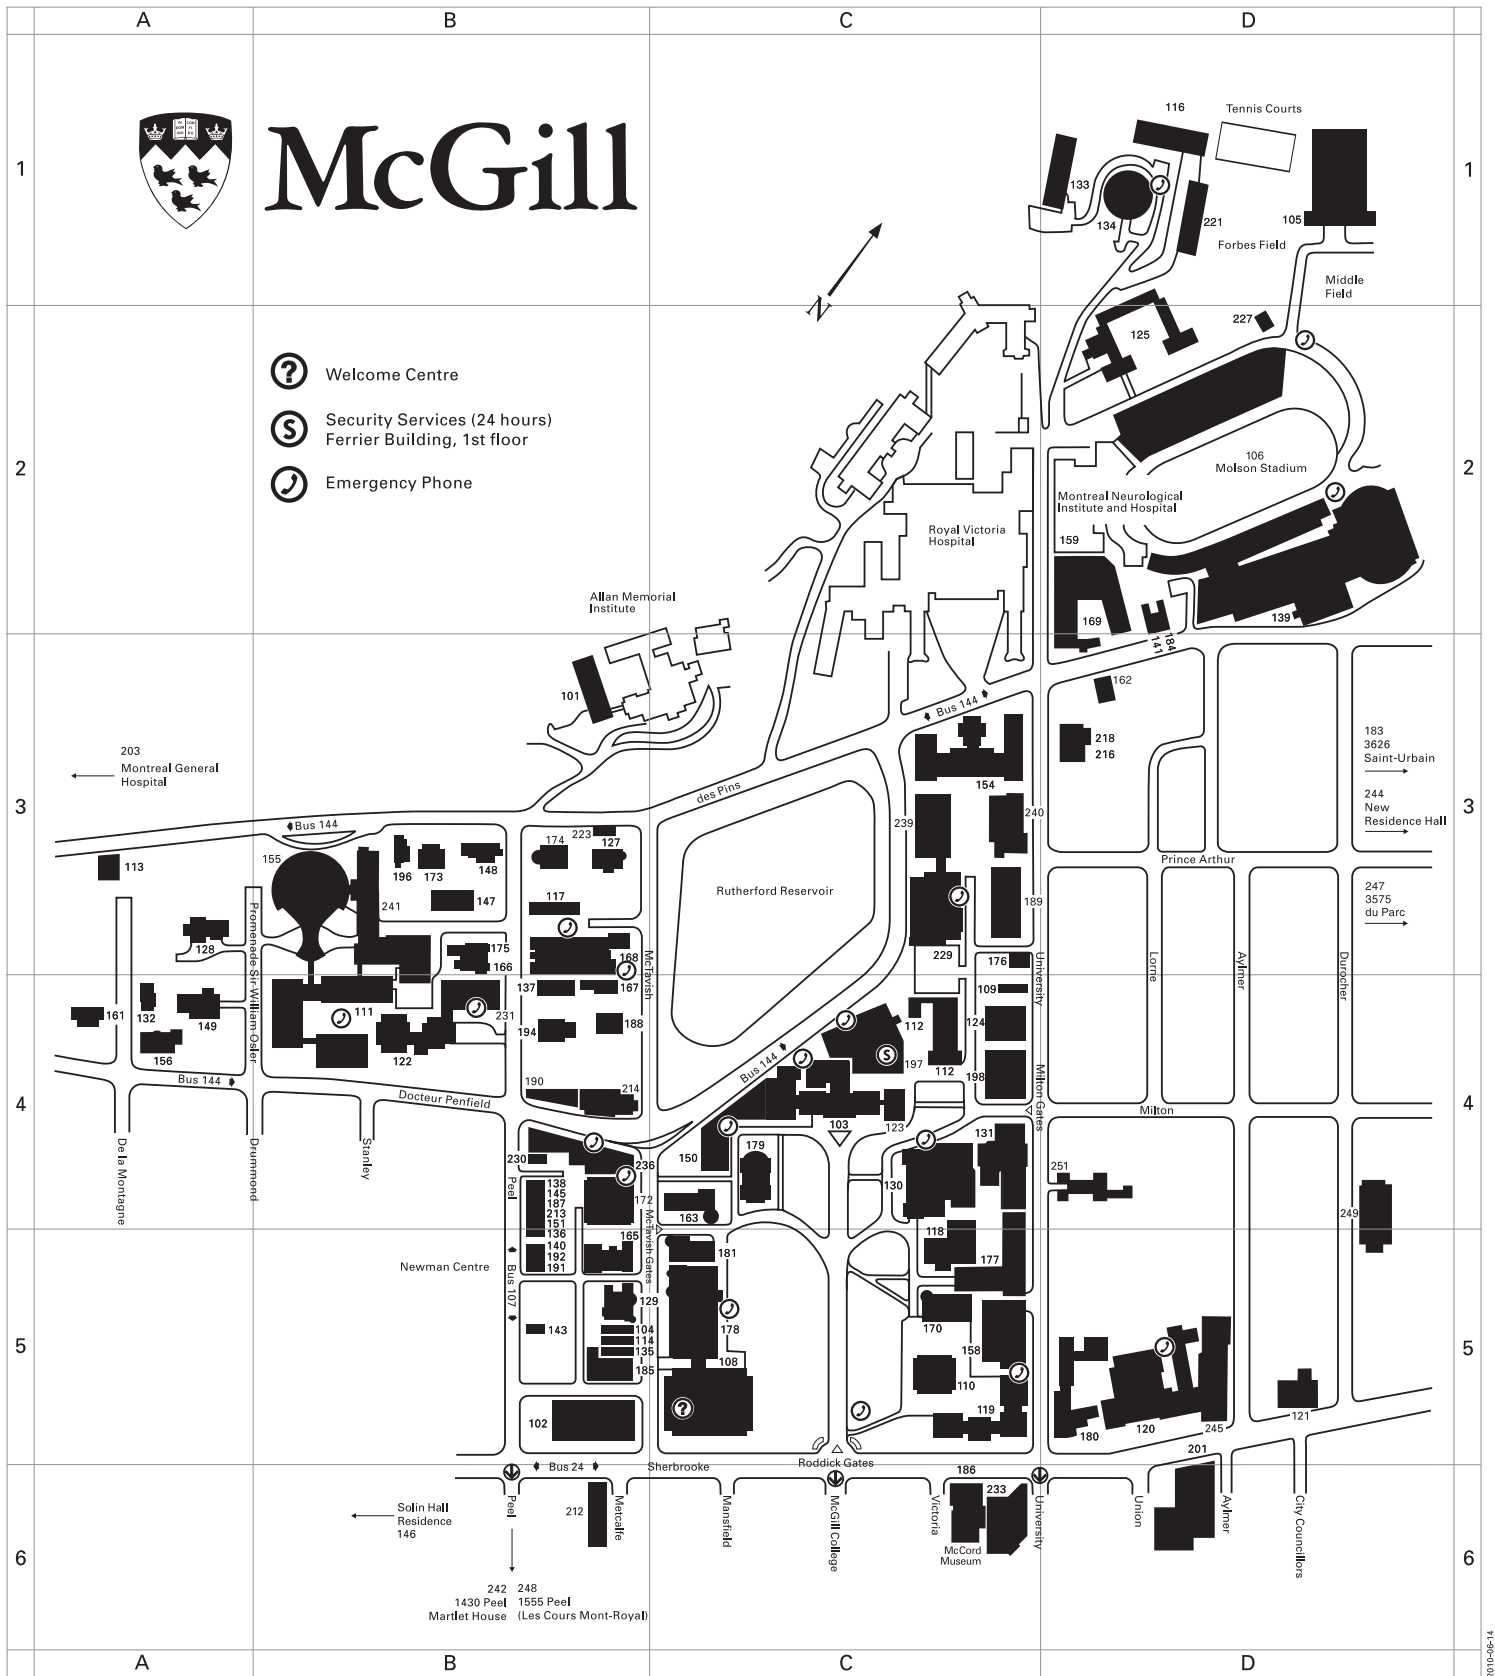 A
B
C
D
1
1
McGill
116
Tennis Courts
133
134
221
105
Forbes Field
Middle
Field
N
227
125
Welcome Centre
Security Services (24 hours)
Ferrier Building, 1st floor
Emergency Phone
S
2
2
106
Molson Stadium
Montreal Neurological
Institute and Hospital
Royal Victoria
Hospital
159
Allan Memorial
Institute
169
141
184
139
101
162
Bus 144
218
216
203
Montreal General
Hospital
183
3626
Saint-Urbain
154
des Pins
244
New
Residence Hall
3
3
Bus 144
239
240
223
174
127
155
113
196
173
148
Prince Arthur
Rutherford Reservoir
247
3575
du Parc
117
147
241
189
Promenade Sir-William-Osler
128
175
166
168
McTavish
229
176
University
Lorne
Aylmer
Durocher
137
167
109
161
132
149
111
231
188
194
112
124
156
122
197
112
198
S
Milton Gates
Bus 144
Bus 144
190
214
Docteur Penfield
4
4
103
123
Milton
De la Montagne
Drummond
Stanley
230
236
150
179
131
251
Peel
138
145
187
213
151
136
140
192
191
172
163
130
249
McTavish Gates
118
165
181
177
Newman Centre
Bus 107
129
104
114
135
185
143
178
170
158
108
5
5
110
102
119
180
120
245
121
201
Bus 24
Sherbrooke
Roddick Gates
186
233
Solin Hall
Residence
146
Peel
212
Metcalfe
Mansfield
McGill College
Victoria
University
Union
Aylmer
City Councillors
McCord
Museum
6
6
242
1430 Peel
Martlet House
248
1555 Peel
(Les Cours Mont-Royal)
A
B
C
D
2010-06-14